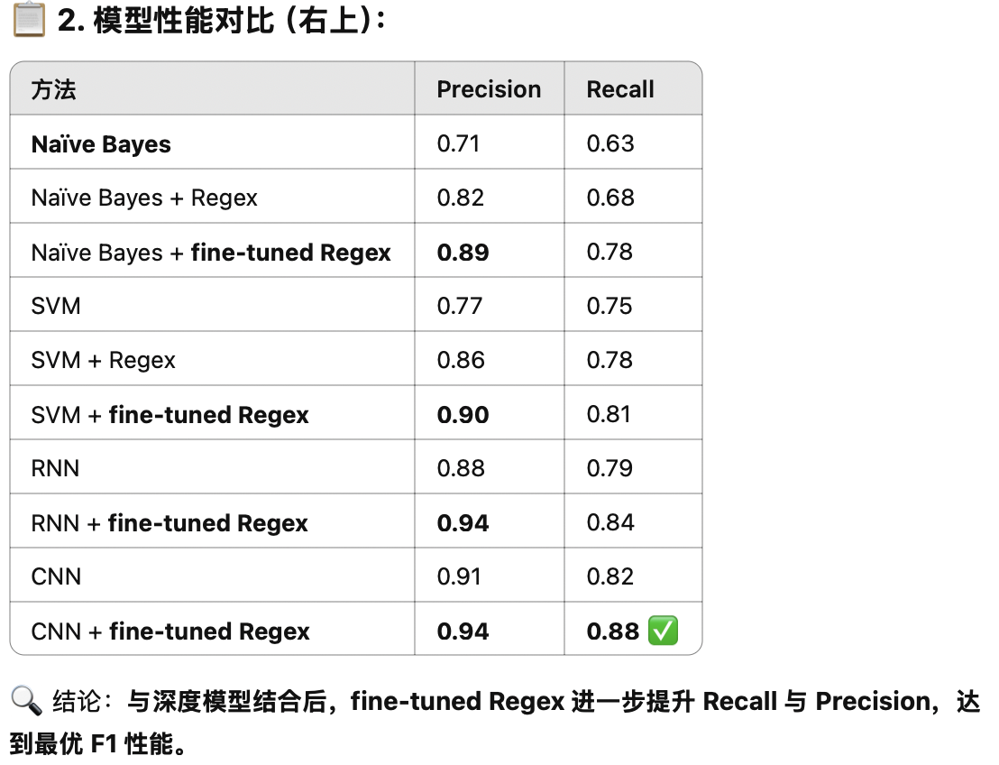 📋 2. 模型性能对比（右上）：
方法 Precision Recall
Naïve Bayes 0.71 0.63
Naïve Bayes + Regex 0.82 0.68
Naïve Bayes + fine-tuned Regex 0.89 0.78
SVM 0.77 0.75
SVM + Regex 0.86 0.78
SVM + fine-tuned Regex 0.90 0.81
RNN 0.88 0.79
RNN + fine-tuned Regex 0.94 0.84
CNN 0.91 0.82
CNN + fine-tuned Regex 0.94 0.88 ✅
🔍 结论：与深度模型结合后，fine-tuned Regex 进一步提升 Recall 与 Precision，达
到最优 F1 性能。